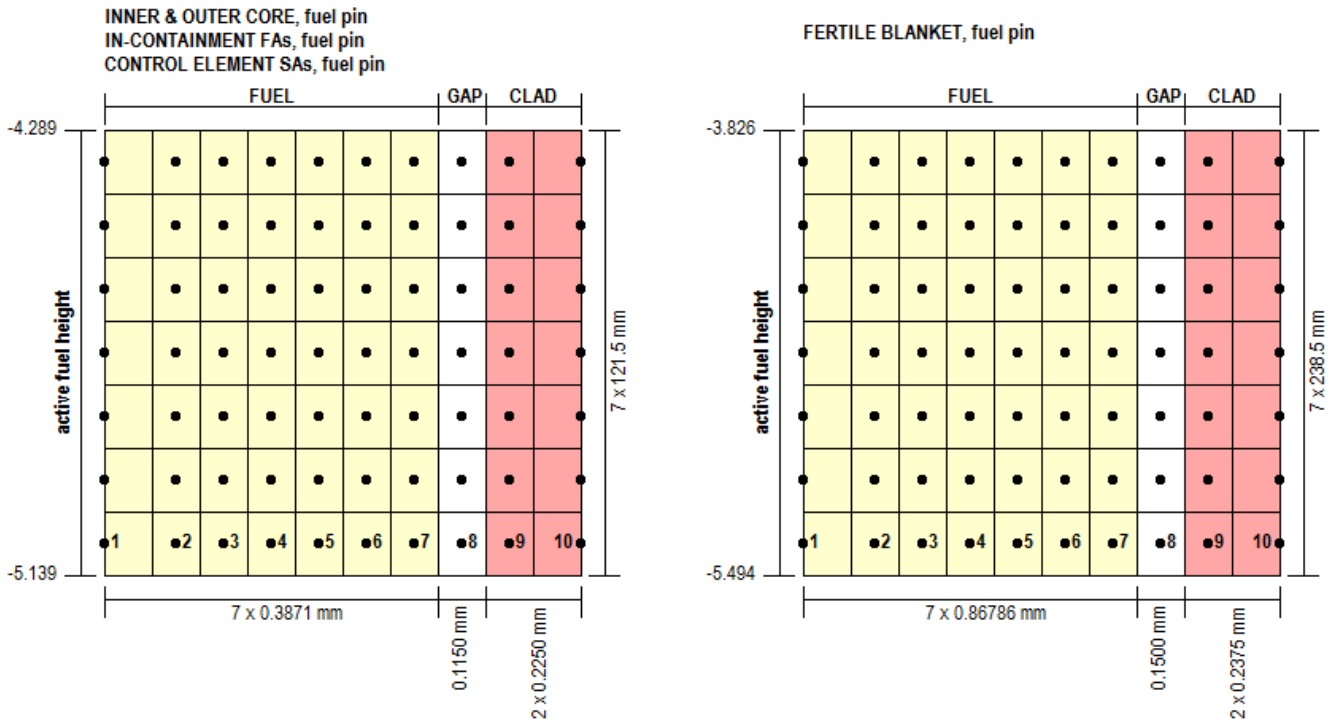 INNER & OUTER CORE, fuel pin
IN-CONTAINMENT FAs, fuel pin
CONTROL ELEMENT SAs, fuel pin
FUEL GAP CLAD
-4.289
active fuel height
7 x 121.5 mm
1 2 3 4 5 6 7 8 9 10
-5.139
7 x 0.3871 mm
0.1150 mm
2 x 0.2250 mm
FERTILE BLANKET, fuel pin
FUEL GAP CLAD
-3.826
active fuel height
7 x 238.5 mm
1 2 3 4 5 6 7 8 9 10
-5.494
7 x 0.86786 mm
0.1500 mm
2 x 0.2375 mm